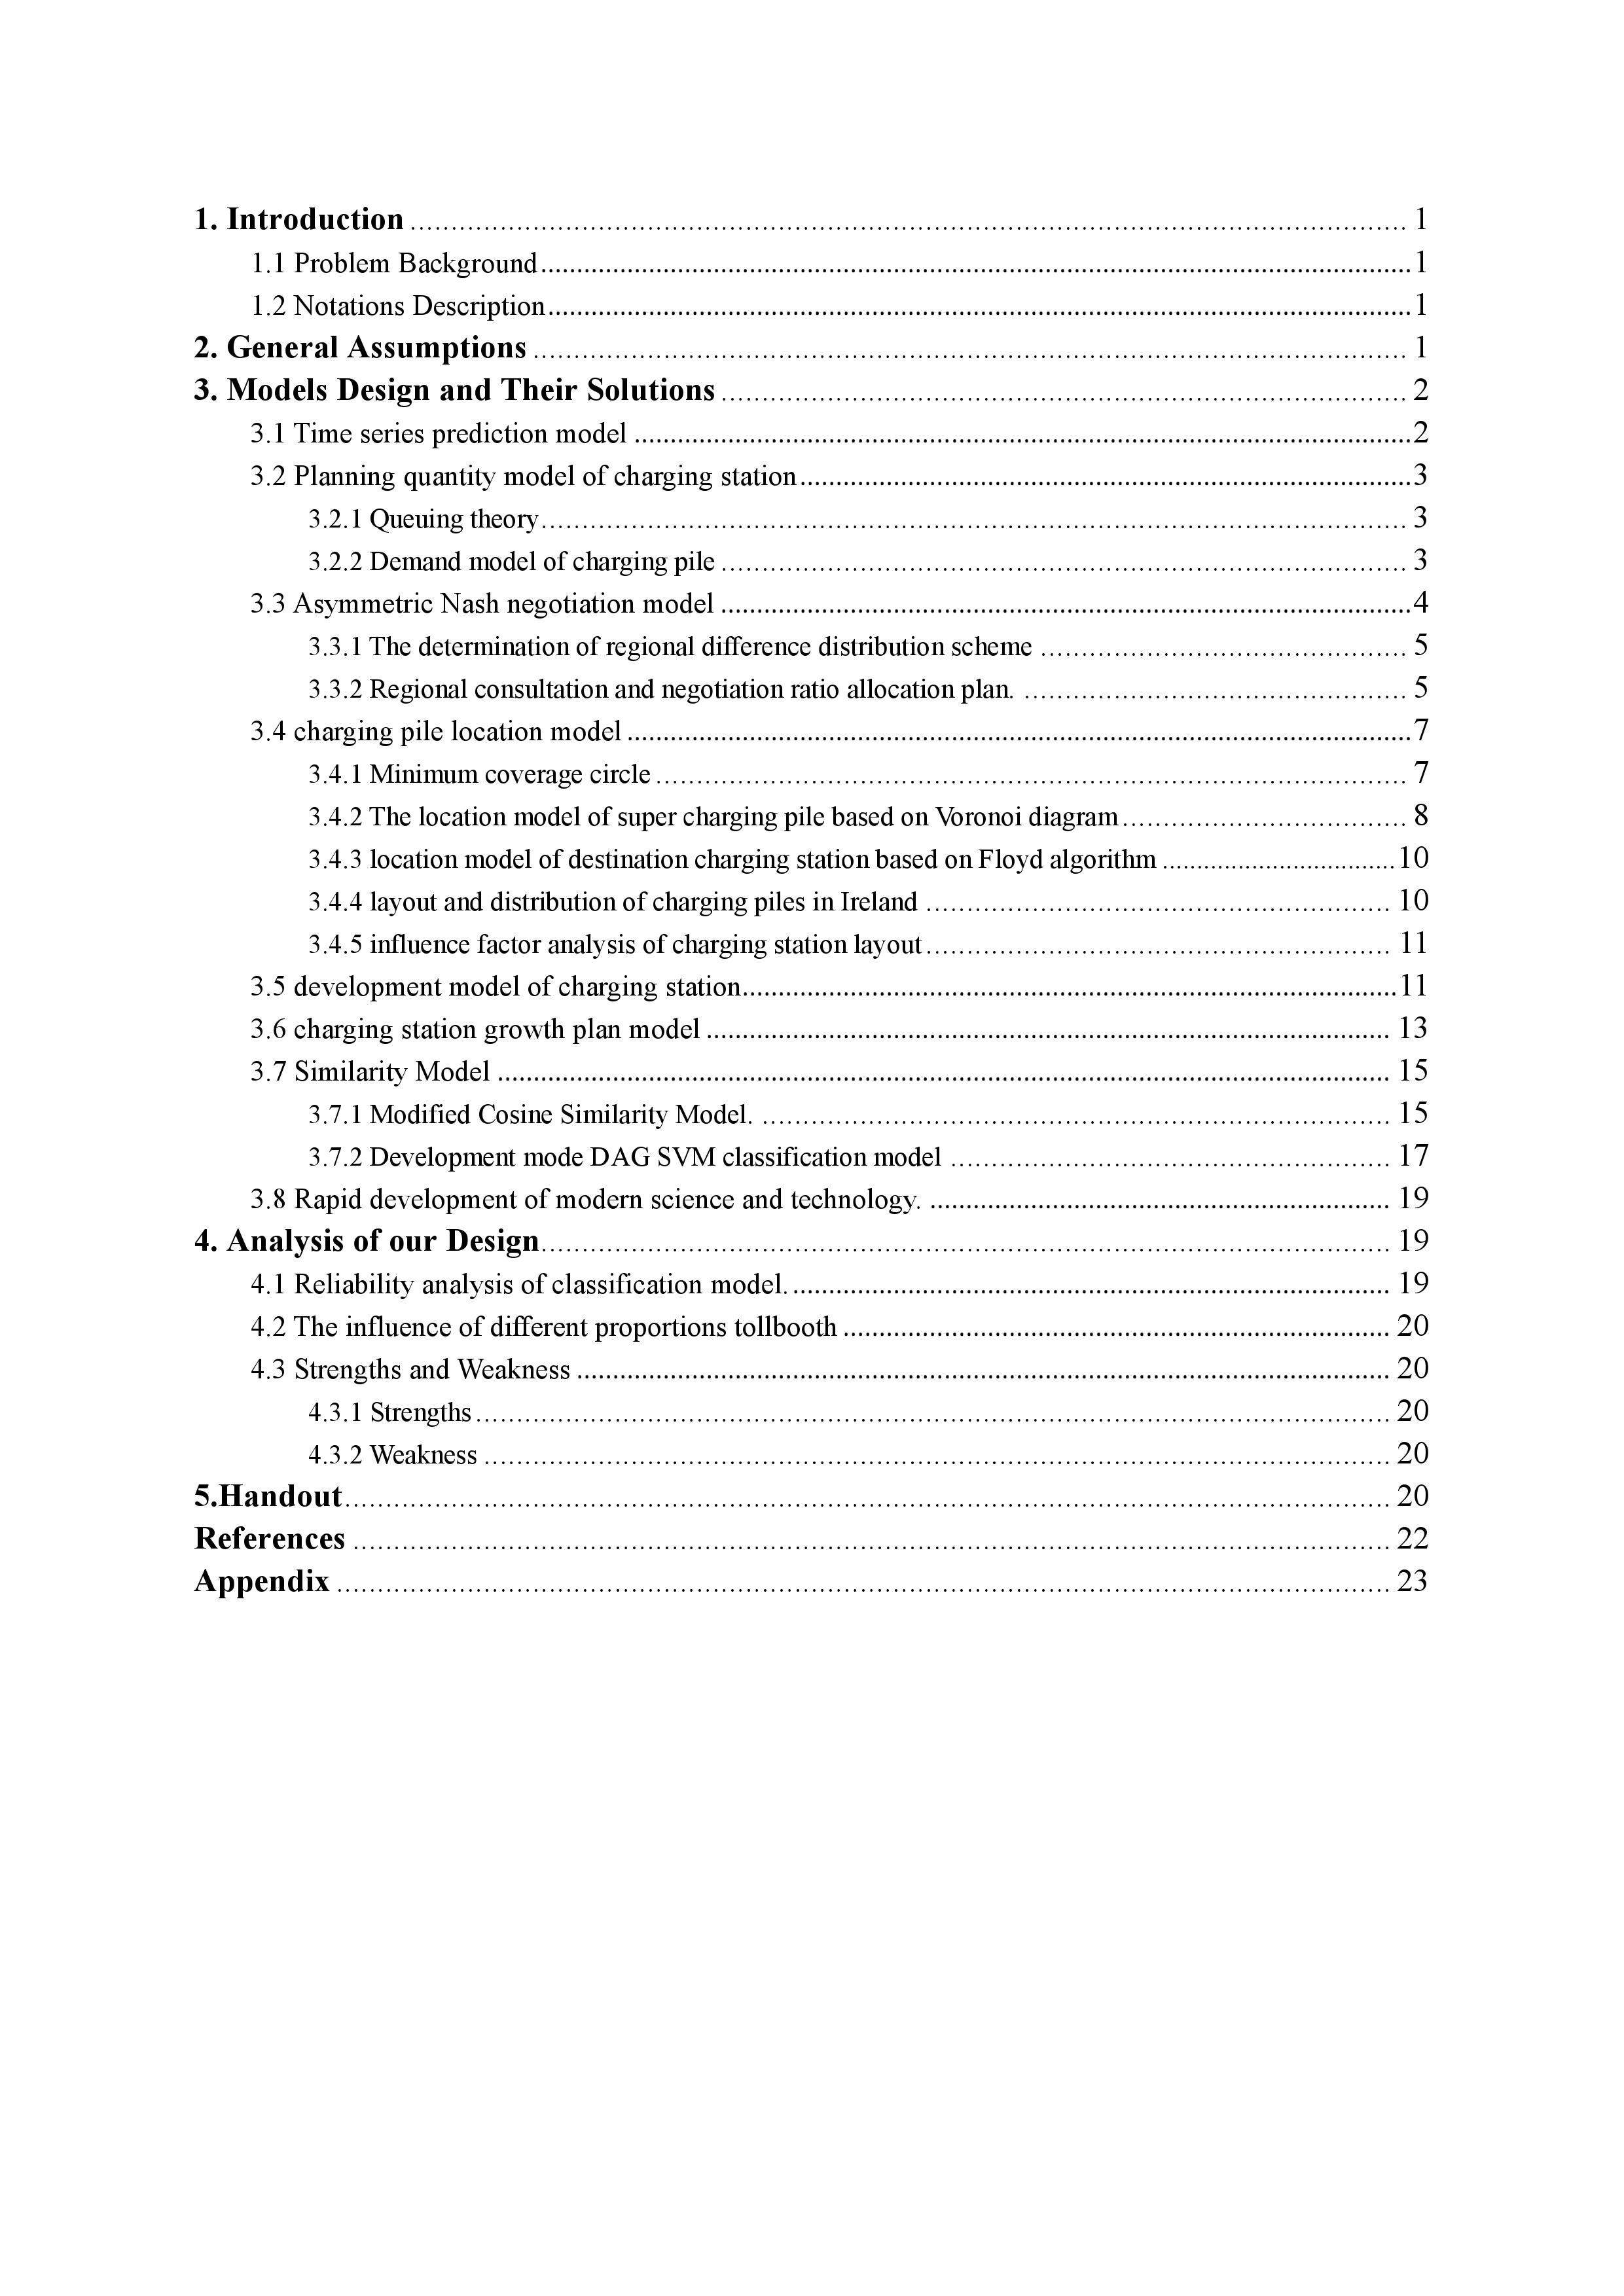 1. Introduction ........ 1
1.1 Problem Background ........ 1
1.2 Notations Description ........ 1
2. General Assumptions ........ 1
3. Models Design and Their Solutions ........ 2
3.1 Time series prediction model ........ 2
3.2 Planning quantity model of charging station ........ 3
3.2.1 Queuing theory ........ 3
3.2.2 Demand model of charging pile ........ 3
3.3 Asymmetric Nash negotiation model ........ 4
3.3.1 The determination of regional difference distribution scheme ........ 5
3.3.2 Regional consultation and negotiation ratio allocation plan. ........ 5
3.4 charging pile location model ........ 7
3.4.1 Minimum coverage circle ........ 7
3.4.2 The location model of super charging pile based on Voronoi diagram ........ 8
3.4.3 location model of destination charging station based on Floyd algorithm ........ 10
3.4.4 layout and distribution of charging piles in Ireland ........ 10
3.4.5 influence factor analysis of charging station layout ........ 11
3.5 development model of charging station ........ 11
3.6 charging station growth plan model ........ 13
3.7 Similarity Model ........ 15
3.7.1 Modified Cosine Similarity Model. ........ 15
3.7.2 Development mode DAG SVM classification model ........ 17
3.8 Rapid development of modern science and technology. ........ 19
4. Analysis of our Design ........ 19
4.1 Reliability analysis of classification model. ........ 19
4.2 The influence of different proportions tollbooth ........ 20
4.3 Strengths and Weakness ........ 20
4.3.1 Strengths ........ 20
4.3.2 Weakness ........ 20
5.Handout ........ 20
References ........ 22
Appendix ........ 23